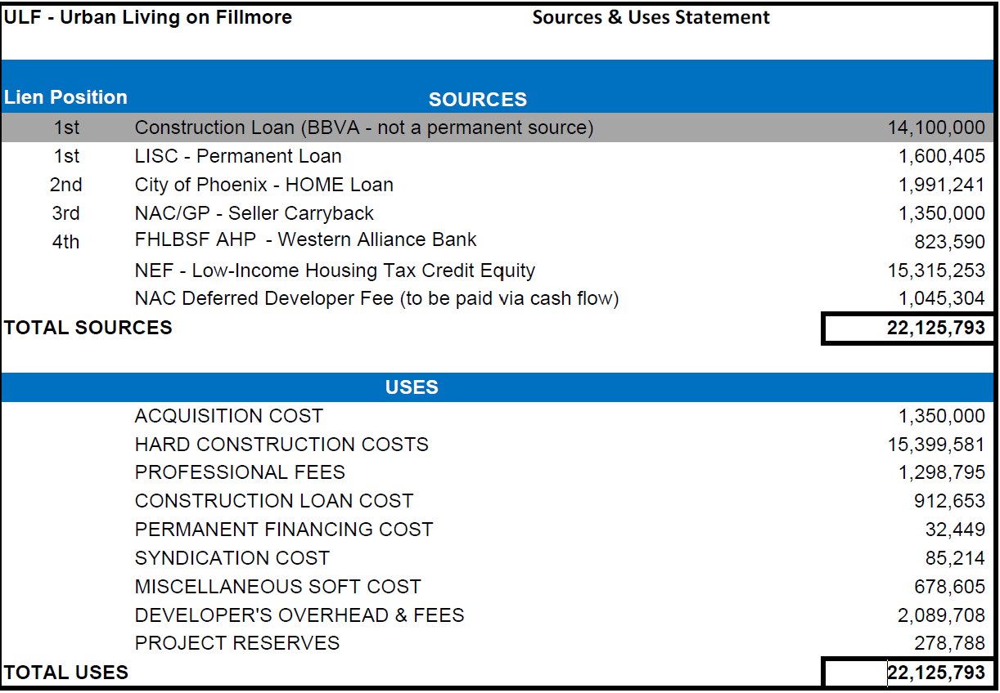 ULF - Urban Living on Fillmore Sources & Uses Statement
Lien Position SOURCES
1st Construction Loan (BBVA - not a permanent source) 14,100,000
1st LISC - Permanent Loan 1,600,405
2nd City of Phoenix - HOME Loan 1,991,241
3rd NAC/GP - Seller Carryback 1,350,000
4th FHLBSF AHP - Western Alliance Bank 823,590
NEF - Low-Income Housing Tax Credit Equity 15,315,253
NAC Deferred Developer Fee (to be paid via cash flow) 1,045,304
TOTAL SOURCES 22,125,793
USES
ACQUISITION COST 1,350,000
HARD CONSTRUCTION COSTS 15,399,581
PROFESSIONAL FEES 1,298,795
CONSTRUCTION LOAN COST 912,653
PERMANENT FINANCING COST 32,449
SYNDICATION COST 85,214
MISCELLANEOUS SOFT COST 678,605
DEVELOPER'S OVERHEAD & FEES 2,089,708
PROJECT RESERVES 278,788
TOTAL USES 22,125,793